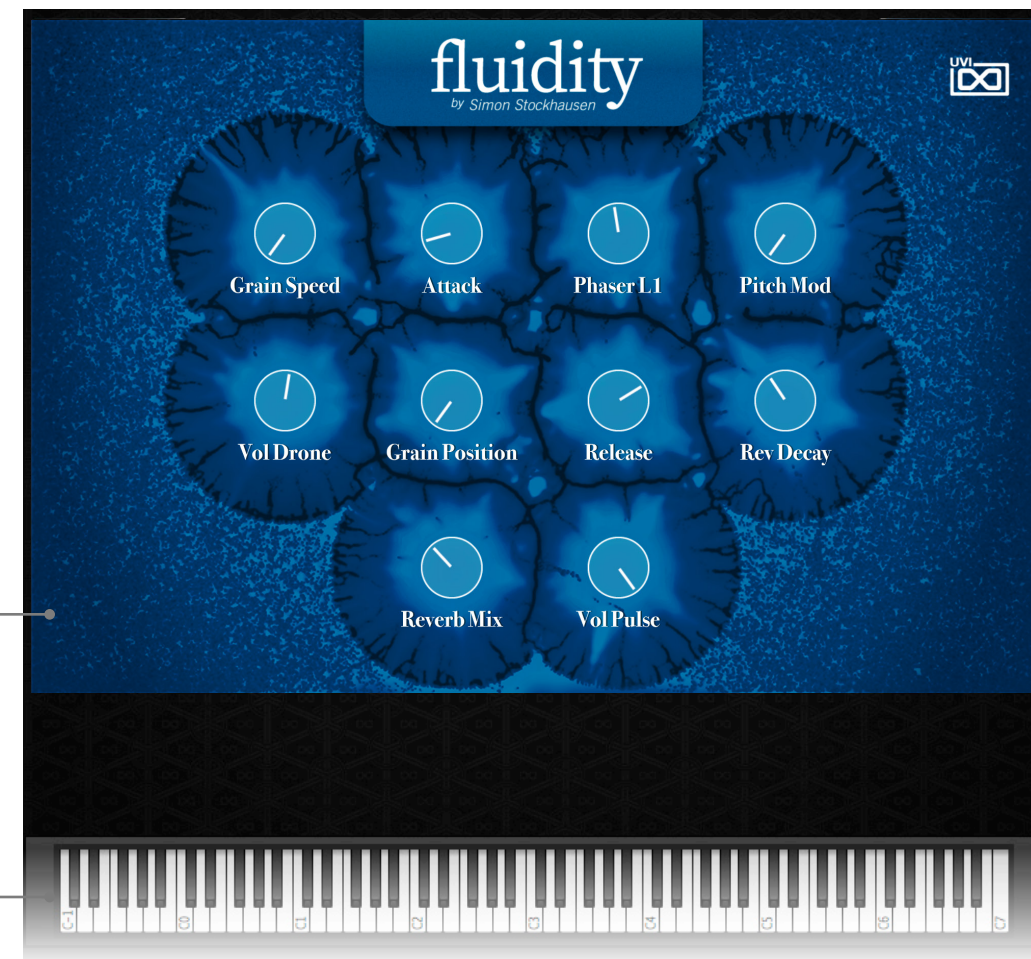 fluidity
by Simon Stockhausen
UVI
Grain Speed Attack Phaser L1 Pitch Mod
Vol Drone Grain Position Release Rev Decay
Reverb Mix Vol Pulse
C-1 C0 C1 C2 C3 C4 C5 C6 C7